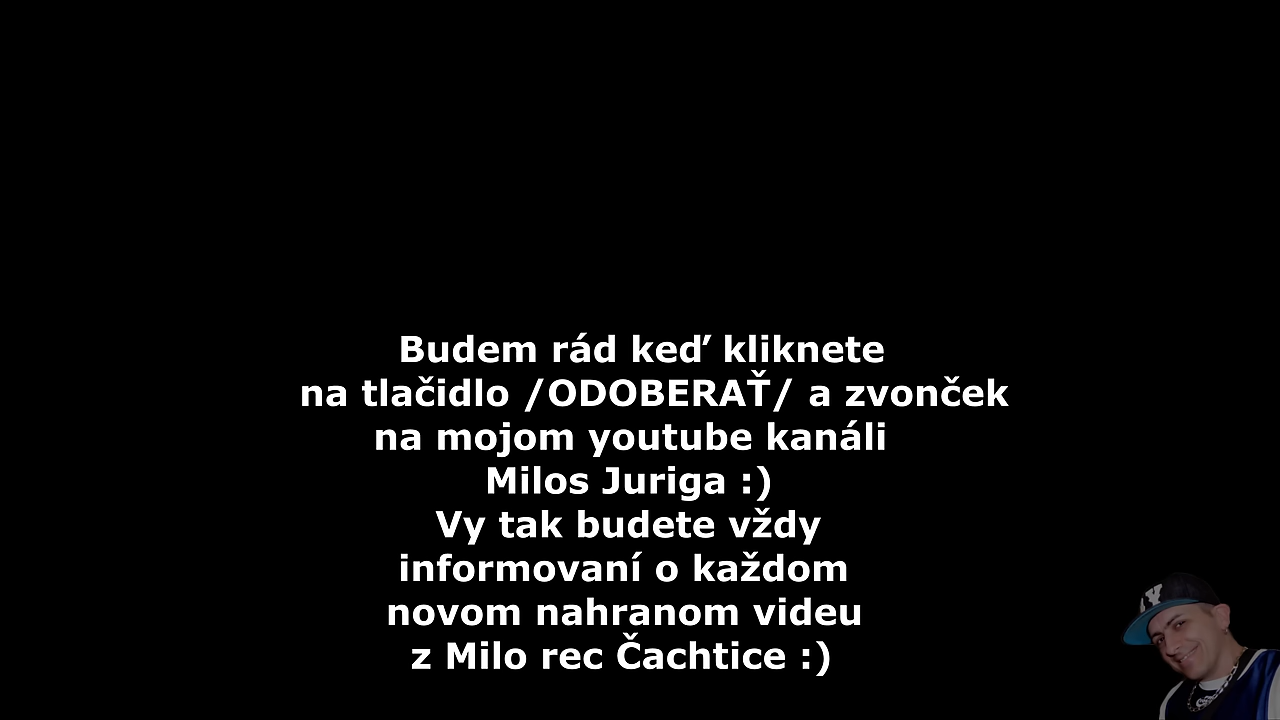 Budem rád keď kliknete
na tlačidlo /ODOBERAŤ/ a zvonček
na mojom youtube kanáli
Milos Juriga :)
Vy tak budete vždy
informovaní o každom
novom nahranom videu
z Milo rec Čachtice :)